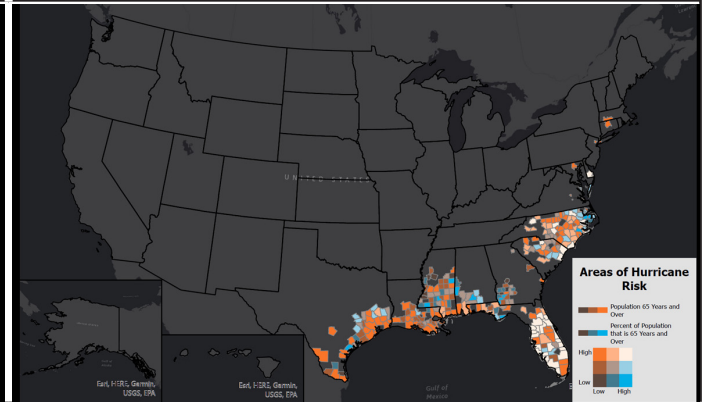 UNITED STATES
Gulf of
Mexico
Areas of Hurricane
Risk
Population 65 Years and
Over
Percent of Population
that is 65 Years and
Over
High
Low
Low High
Esri, HERE, Garmin,
USGS, EPA
Esri, HERE, Garmin,
USGS, EPA